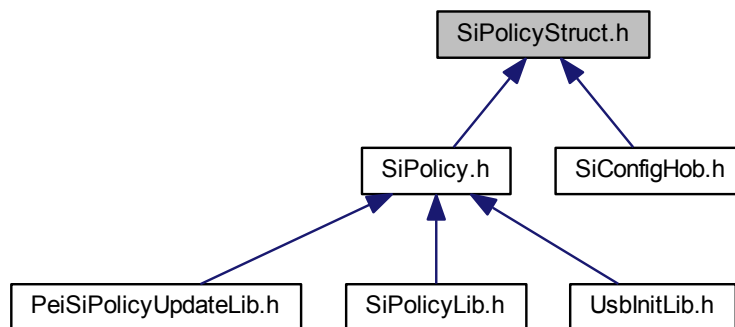 SiPolicyStruct.h
SiPolicy.h
SiConfigHob.h
PeiSiPolicyUpdateLib.h
SiPolicyLib.h
UsbInitLib.h